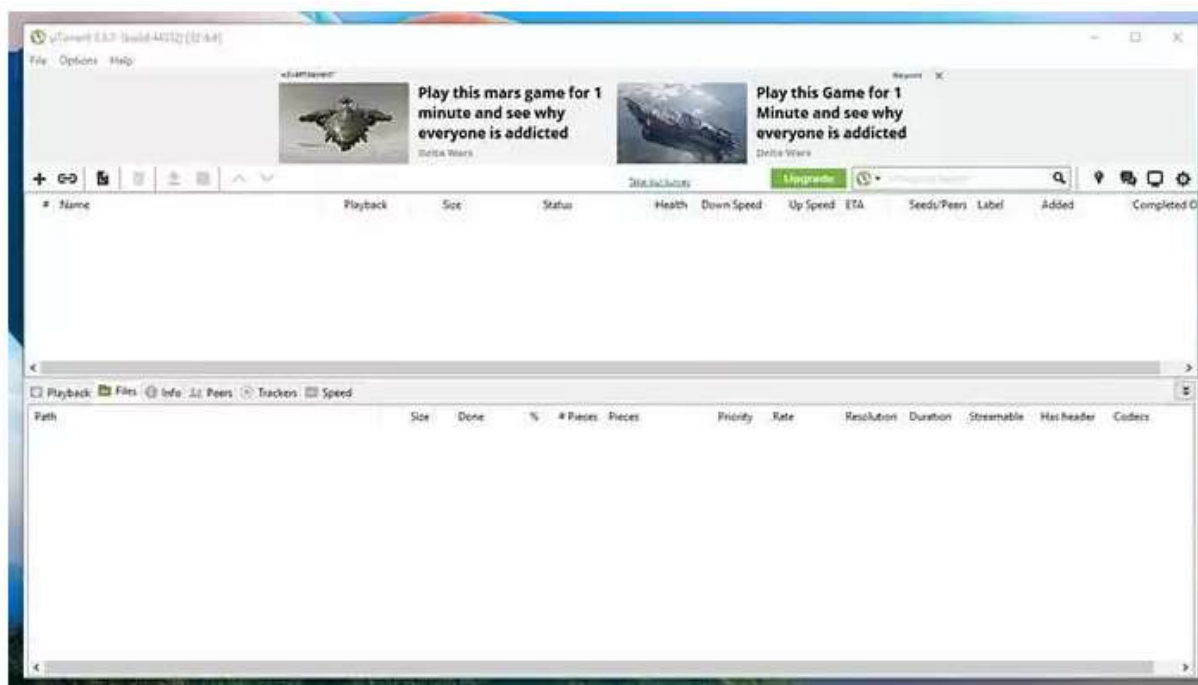 µTorrent
File Options Help
Play this mars game for 1
minute and see why
everyone is addicted
Delta Wars
Play this Game for 1
Minute and see why
everyone is addicted
Delta Wars
Upgrade
# Name Playback Size Status Health Down Speed Up Speed ETA Seeds/Peers Label Added Completed O
Playback Files Info Peers Trackers Speed
Path Size Done % # Pieces Pieces Priority Rate Resolution Duration Streamable Has header Codecs